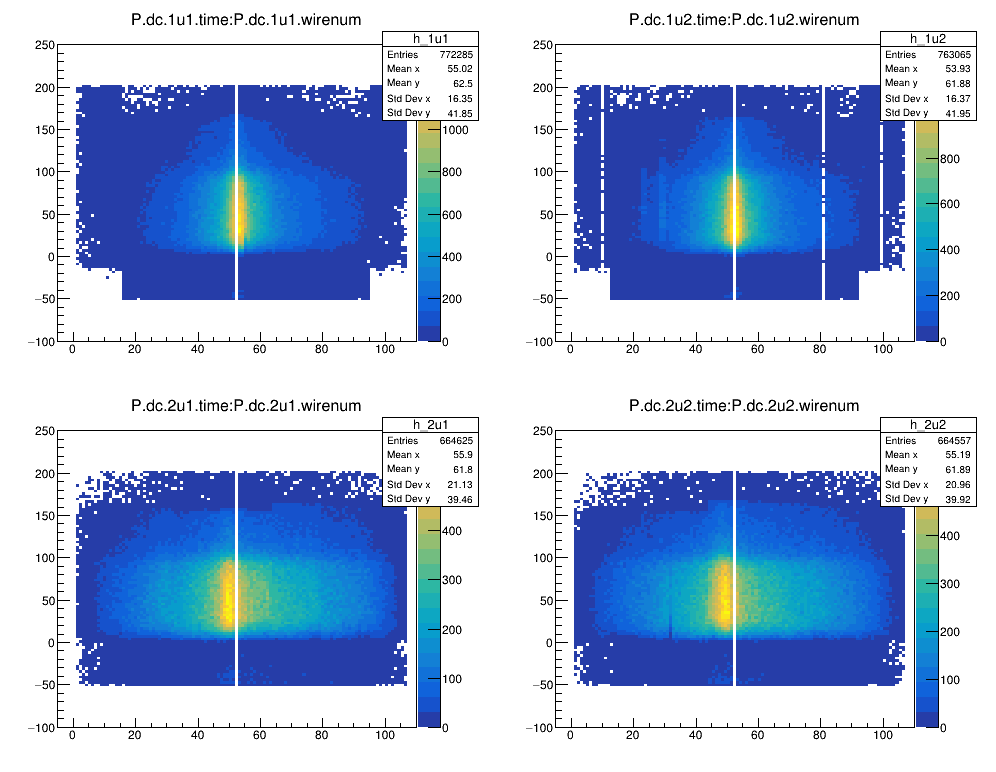 P.dc.1u1.time:P.dc.1u1.wirenum
h_1u1
Entries 772285
Mean x 55.02
Mean y 62.5
Std Dev x 16.35
Std Dev y 41.85
250
200
150
100
50
0
−50
−100
0 20 40 60 80 100
1000
800
600
400
200
0
P.dc.1u2.time:P.dc.1u2.wirenum
h_1u2
Entries 763065
Mean x 53.93
Mean y 61.88
Std Dev x 16.37
Std Dev y 41.95
250
200
150
100
50
0
−50
−100
0 20 40 60 80 100
800
600
400
200
0
P.dc.2u1.time:P.dc.2u1.wirenum
h_2u1
Entries 664625
Mean x 55.9
Mean y 61.8
Std Dev x 21.13
Std Dev y 39.46
250
200
150
100
50
0
−50
−100
0 20 40 60 80 100
400
300
200
100
0
P.dc.2u2.time:P.dc.2u2.wirenum
h_2u2
Entries 664557
Mean x 55.19
Mean y 61.89
Std Dev x 20.96
Std Dev y 39.92
250
200
150
100
50
0
−50
−100
0 20 40 60 80 100
400
300
200
100
0